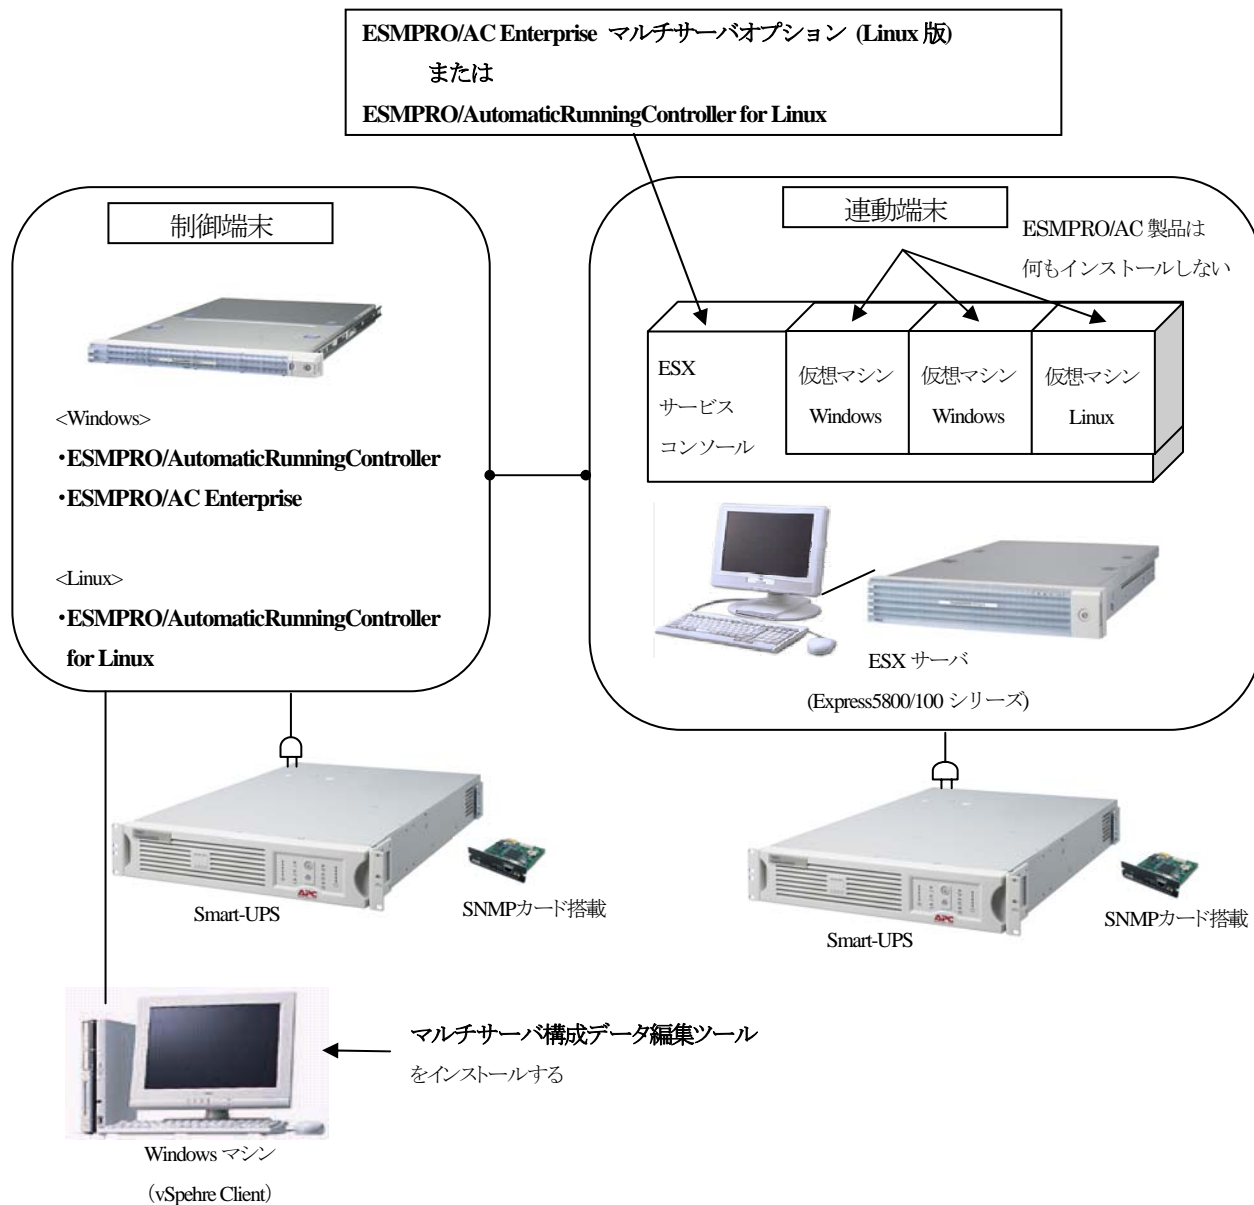 ESMPRO/AC Enterprise マルチサーバオプション (Linux 版)
または
ESMPRO/AutomaticRunningController for Linux
制御端末
<Windows>
・ESMPRO/AutomaticRunningController
・ESMPRO/AC Enterprise
<Linux>
・ESMPRO/AutomaticRunningController
for Linux
連動端末
ESMPRO/AC 製品は
何もインストールしない
ESX
サービス
コンソール
仮想マシン
Windows
仮想マシン
Windows
仮想マシン
Linux
ESX サーバ
(Express5800/100 シリーズ)
APC
Smart-UPS
SNMPカード搭載
APC
Smart-UPS
SNMPカード搭載
マルチサーバ構成データ編集ツール
をインストールする
Windows マシン
(vSpehre Client)